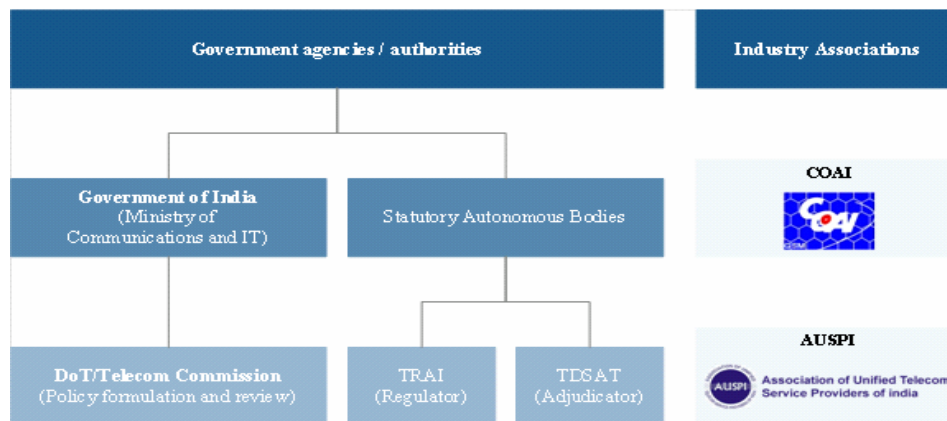 Government agencies / authorities
Industry Associations
Government of India
(Ministry of
Communications and IT)
Statutory Autonomous Bodies
COAI
COAI
GSM
DoT/Telecom Commission
(Policy formulation and review)
TRAI
(Regulator)
TDSAT
(Adjudicator)
AUSPI
AUSPI
Association of Unified Telecom
Service Providers of india